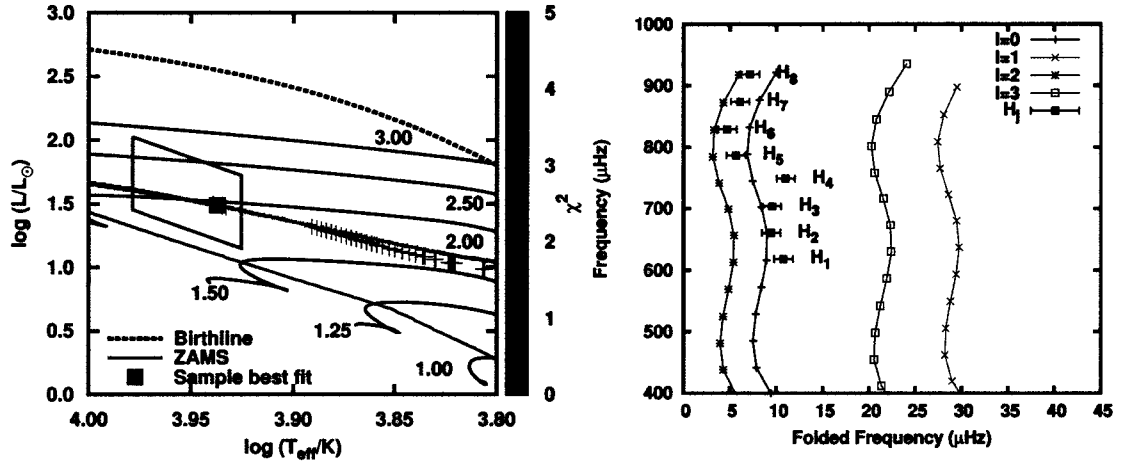 3.0
2.5
2.0
1.5
1.0
0.5
0.0
log (L/L☉)
4.00 3.95 3.90 3.85 3.80
log (Teff/K)
3.00
2.50
2.00
1.50
1.25
1.00
Birthline
ZAMS
Sample best fit
5
4
3
2
1
0
χ²
1000
900
800
700
600
500
400
Frequency (μHz)
0 5 10 15 20 25 30 35 40 45
Folded Frequency (μHz)
l=0
l=1
l=2
l=3
Hj
H8
H7
H6
H5
H4
H3
H2
H1